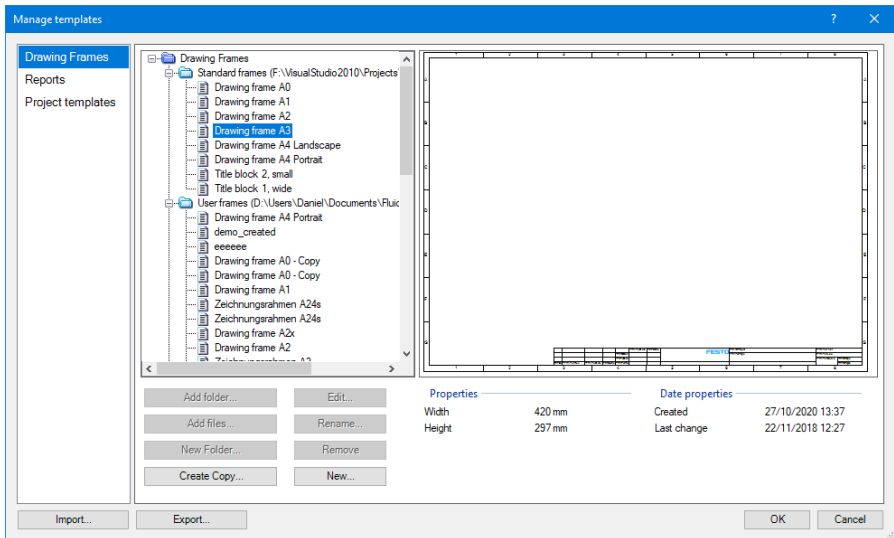 Manage templates
Drawing Frames
Reports
Project templates
Drawing Frames
Standard frames (F:\VisualStudio2010\Projects
Drawing frame A0
Drawing frame A1
Drawing frame A2
Drawing frame A3
Drawing frame A4 Landscape
Drawing frame A4 Portrait
Title block 2, small
Title block 1, wide
User frames (D:\Users\Daniel\Documents\Fluid
Drawing frame A4 Portrait
demo_created
eeeeee
Drawing frame A0 - Copy
Drawing frame A0 - Copy
Drawing frame A1
Zeichnungsrahmen A24s
Zeichnungsrahmen A24s
Drawing frame A2x
Drawing frame A2
Zeichnungsrahmen A3
FESTO
Add folder... Edit...
Add files... Rename...
New Folder... Remove
Create Copy... New...
Properties
Width 420 mm
Height 297 mm
Date properties
Created 27/10/2020 13:37
Last change 22/11/2018 12:27
Import... Export... OK Cancel